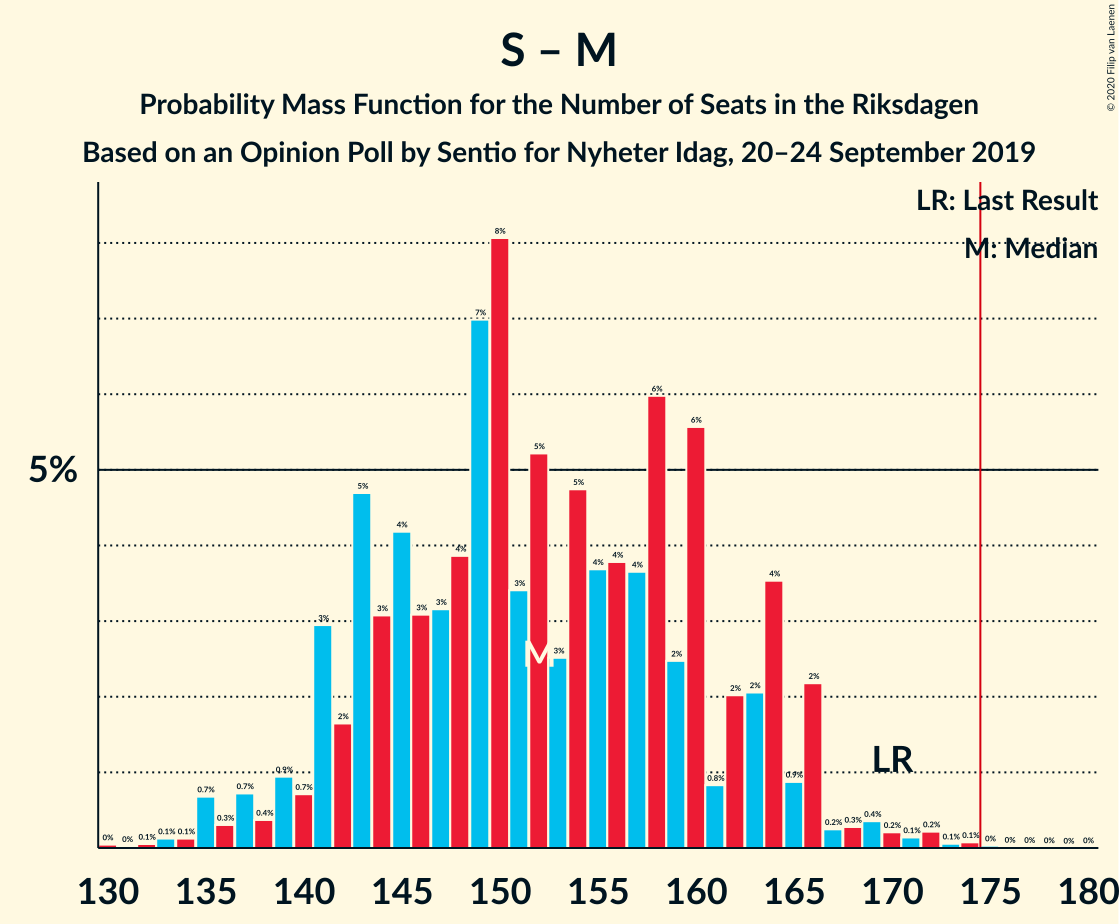 S – M
Probability Mass Function for the Number of Seats in the Riksdagen
Based on an Opinion Poll by Sentio for Nyheter Idag, 20–24 September 2019
© 2020 Filip van Laenen
LR: Last Result
M: Median
5%
0% 0% 0.1% 0.1% 0.1% 0.7% 0.3% 0.7% 0.4% 0.9% 0.7% 3% 2% 5% 3% 4% 3% 3% 4% 7% 8% 3% 5% 3% 5% 4% 4% 4% 6% 2% 6% 0.8% 2% 2% 4% 0.9% 2% 0.2% 0.3% 0.4% 0.2% 0.1% 0.2% 0.1% 0.1% 0% 0% 0% 0% 0% 0%
M
LR
130 135 140 145 150 155 160 165 170 175 180